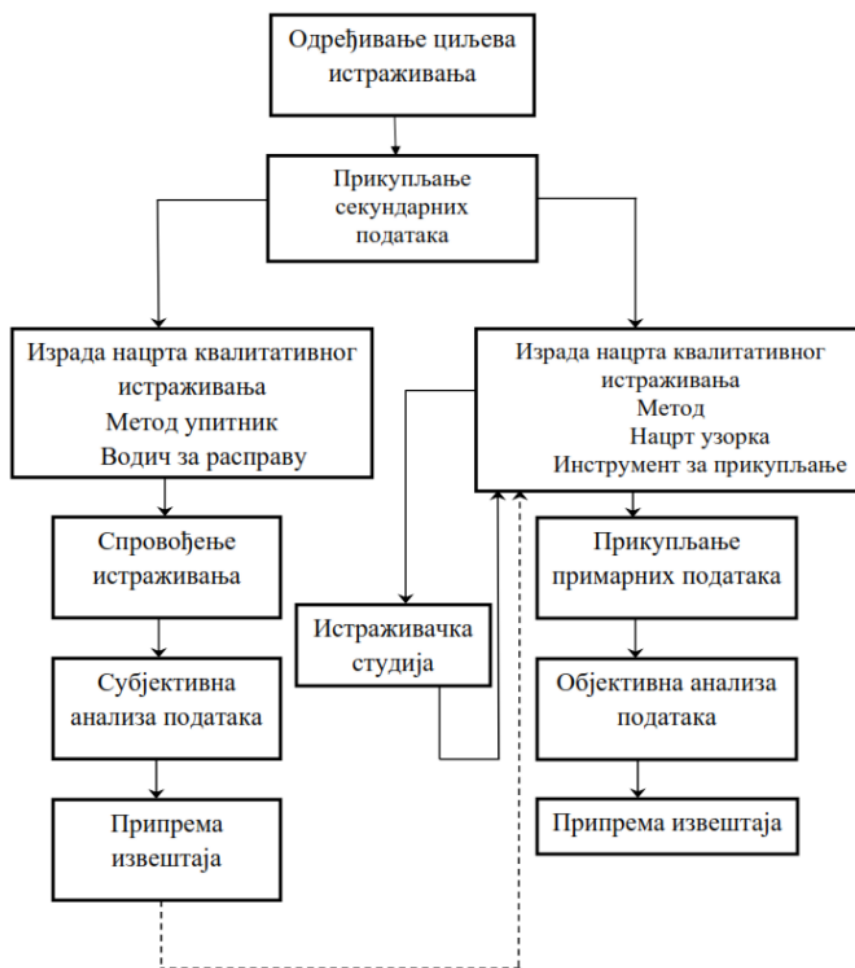 Одређивање циљева
истраживања
Прикупљање
секундарних
података
Израда нацрта квалитативног
истраживања
Метод упитник
Водич за расправу
Израда нацрта квалитативног
истраживања
Метод
Нацрт узорка
Инструмент за прикупљање
Спровођење
истраживања
Прикупљање
примарних података
Истраживачка
студија
Субјективна
анализа података
Објективна анализа
података
Припрема
извештаја
Припрема извештаја